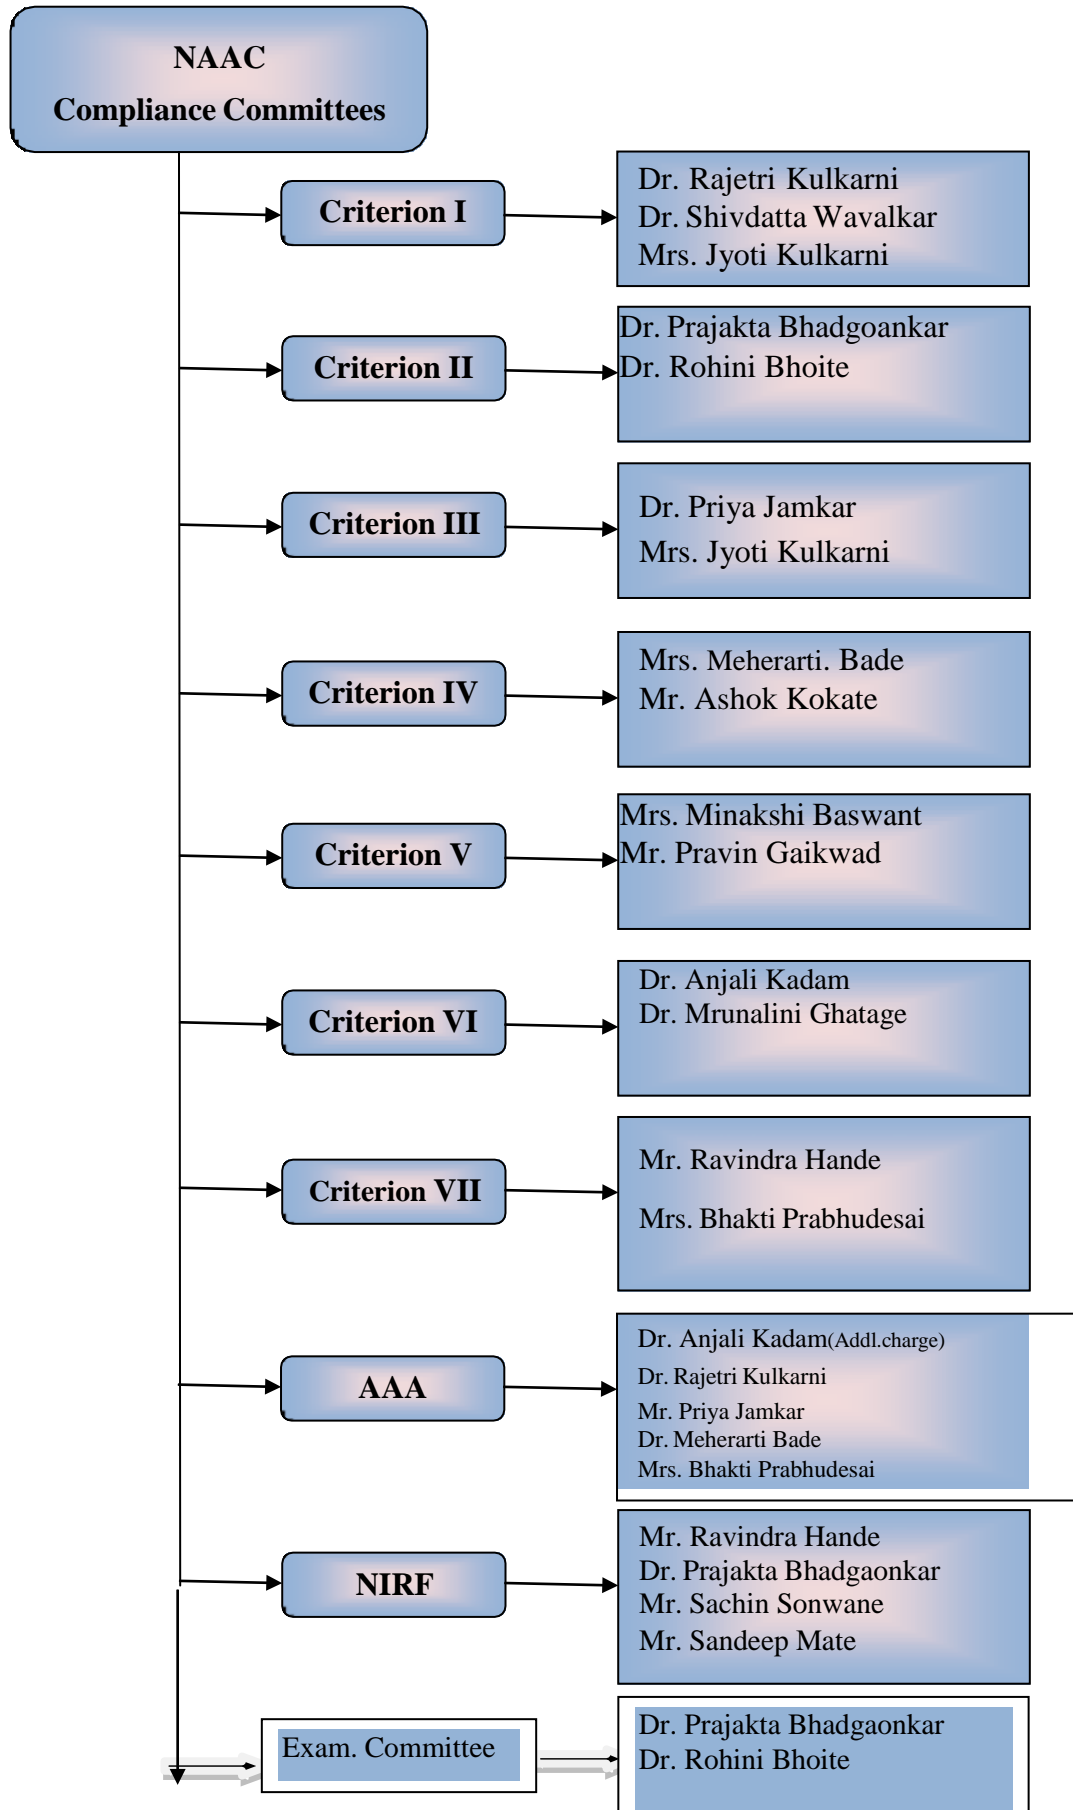 NAAC
Compliance Committees
Criterion I
Dr. Rajetri Kulkarni
Dr. Shivdatta Wavalkar
Mrs. Jyoti Kulkarni
Criterion II
Dr. Prajakta Bhadgoankar
Dr. Rohini Bhoite
Criterion III
Dr. Priya Jamkar
Mrs. Jyoti Kulkarni
Criterion IV
Mrs. Meherarti. Bade
Mr. Ashok Kokate
Criterion V
Mrs. Minakshi Baswant
Mr. Pravin Gaikwad
Criterion VI
Dr. Anjali Kadam
Dr. Mrunalini Ghatage
Criterion VII
Mr. Ravindra Hande
Mrs. Bhakti Prabhudesai
AAA
Dr. Anjali Kadam(Addl.charge)
Dr. Rajetri Kulkarni
Mr. Priya Jamkar
Dr. Meherarti Bade
Mrs. Bhakti Prabhudesai
NIRF
Mr. Ravindra Hande
Dr. Prajakta Bhadgaonkar
Mr. Sachin Sonwane
Mr. Sandeep Mate
Exam. Committee
Dr. Prajakta Bhadgaonkar
Dr. Rohini Bhoite